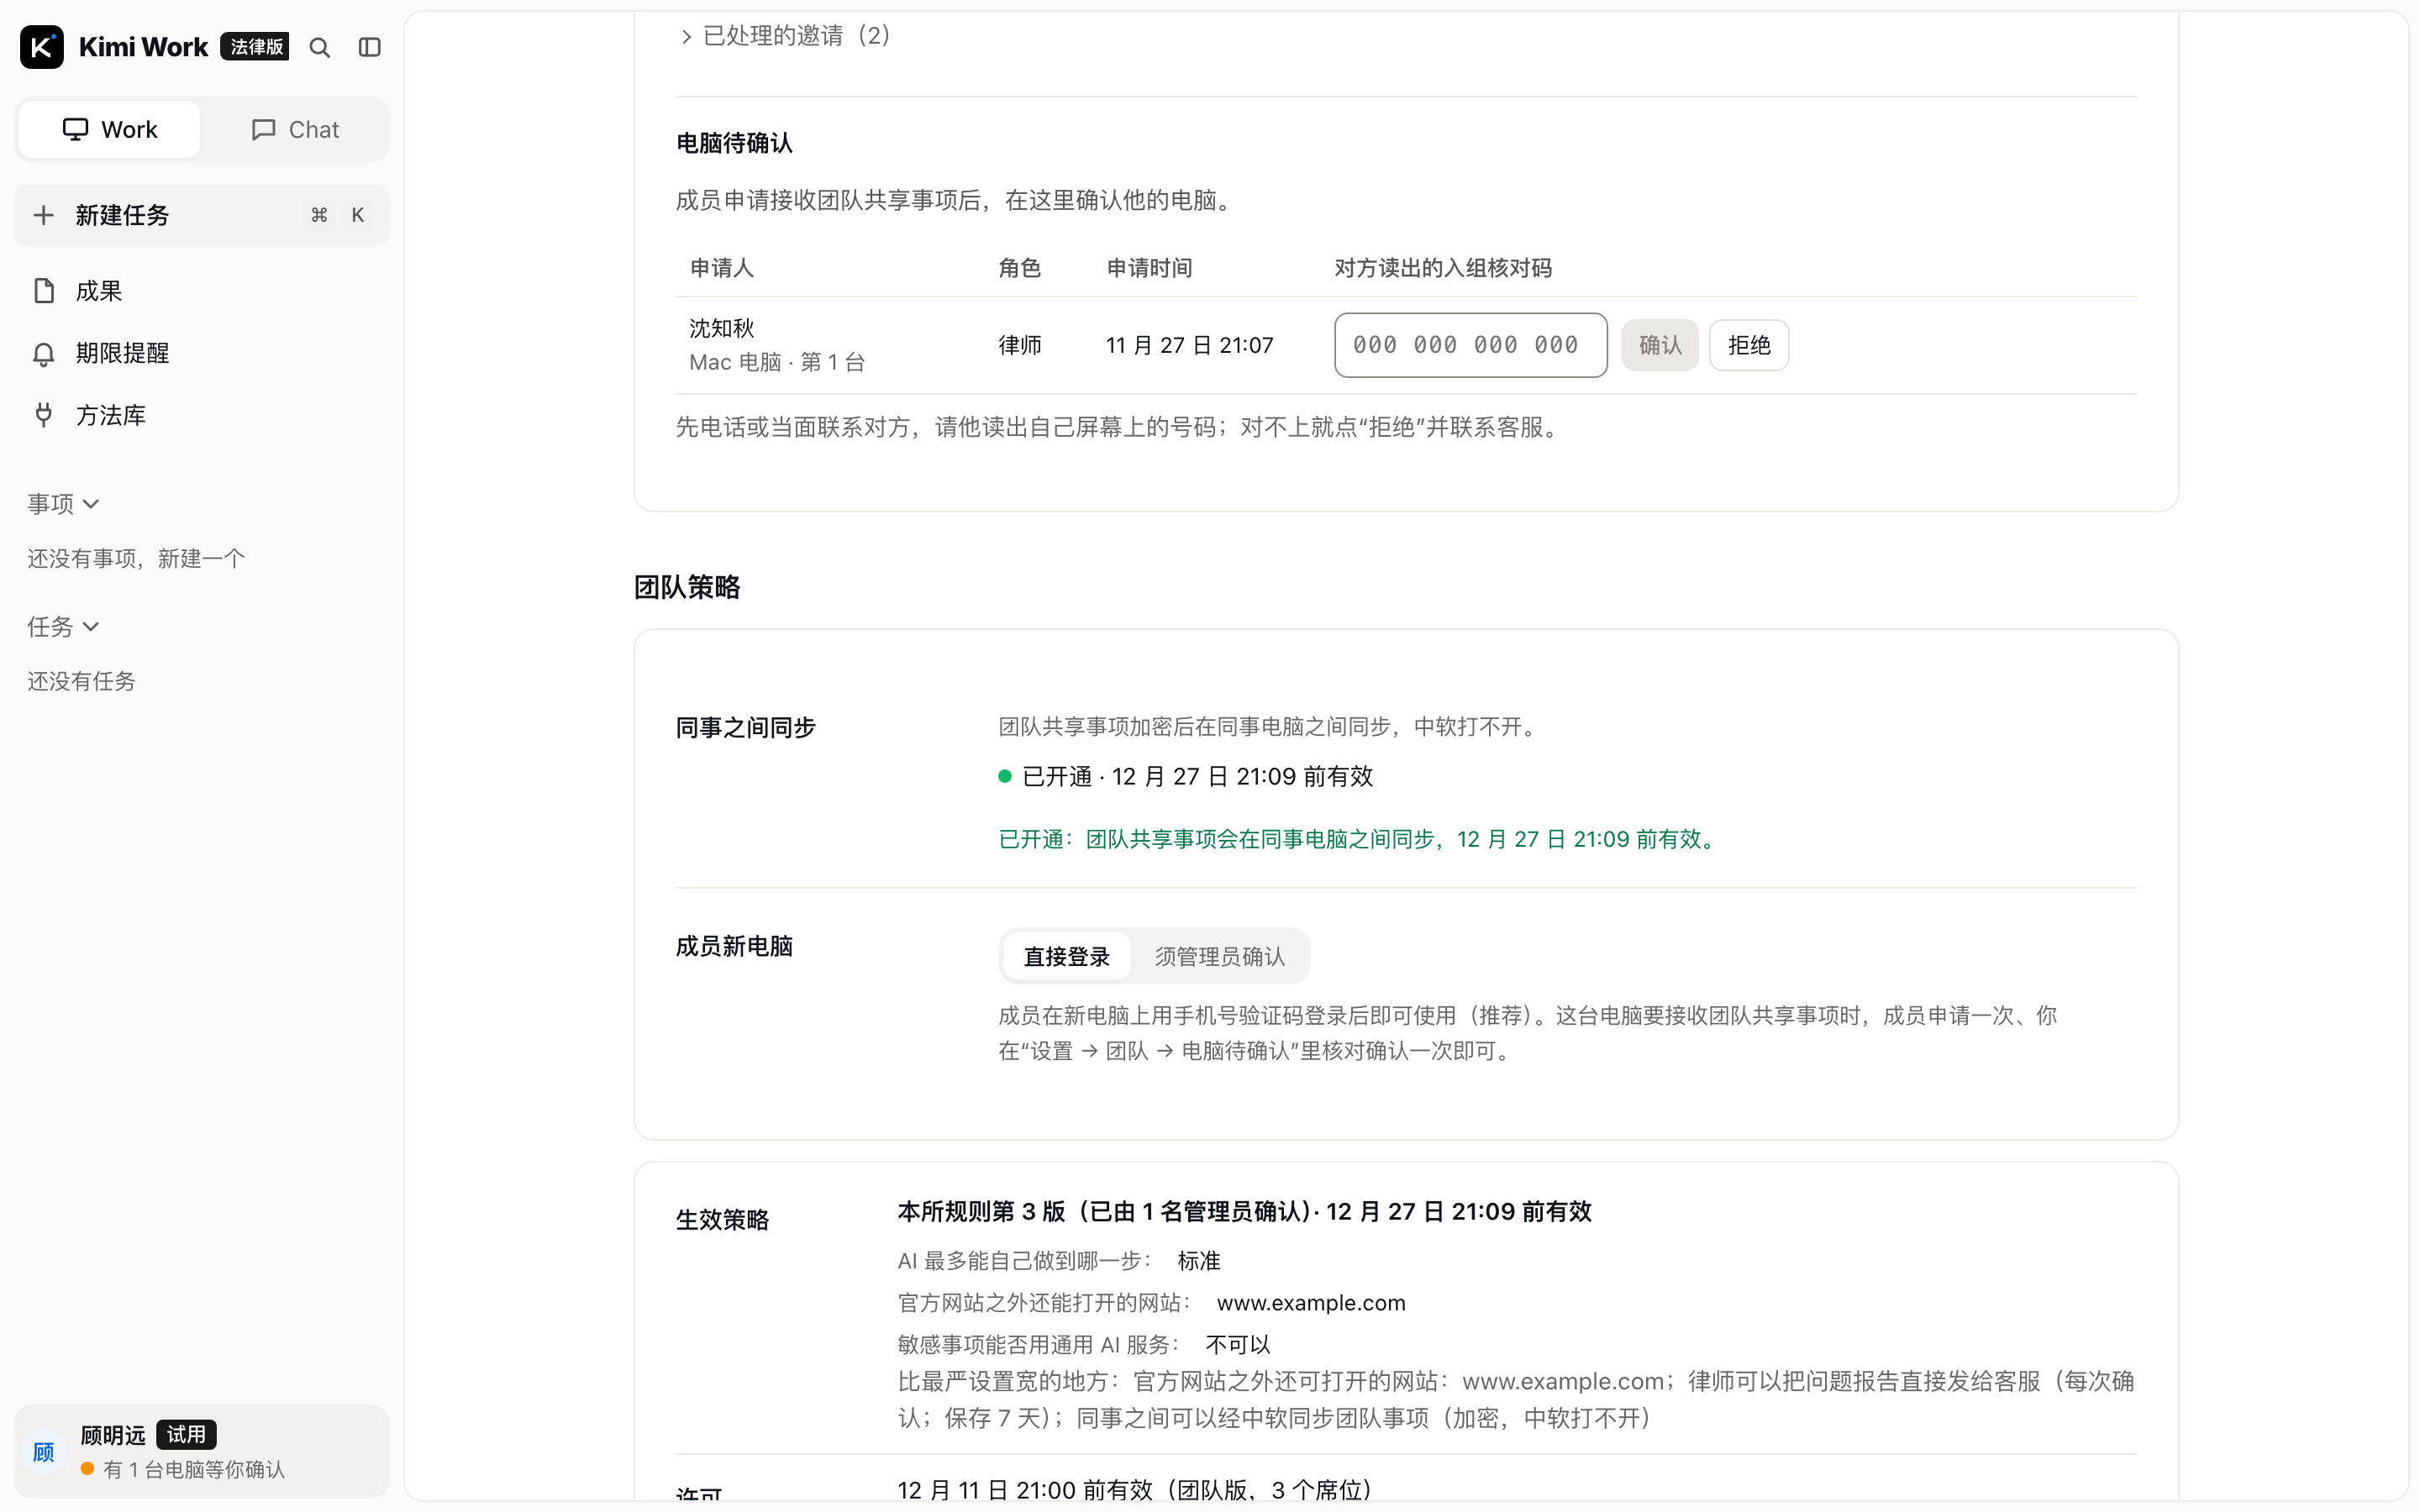 Kimi Work 法律版
Work
Chat
新建任务 ⌘ K
成果
期限提醒
方法库
事项
还没有事项，新建一个
任务
还没有任务
顾 顾明远 试用
有 1 台电脑等你确认
已处理的邀请（2）
电脑待确认
成员申请接收团队共享事项后，在这里确认他的电脑。
申请人 角色 申请时间 对方读出的入组核对码
沈知秋
Mac 电脑 · 第 1 台
律师 11 月 27 日 21:07 000 000 000 000 确认 拒绝
先电话或当面联系对方，请他读出自己屏幕上的号码；对不上就点“拒绝”并联系客服。
团队策略
同事之间同步 团队共享事项加密后在同事电脑之间同步，中软打不开。
已开通 · 12 月 27 日 21:09 前有效
已开通：团队共享事项会在同事电脑之间同步，12 月 27 日 21:09 前有效。
成员新电脑 直接登录 须管理员确认
成员在新电脑上用手机号验证码登录后即可使用（推荐）。这台电脑要接收团队共享事项时，成员申请一次、你
在“设置 → 团队 → 电脑待确认”里核对确认一次即可。
生效策略 本所规则第 3 版（已由 1 名管理员确认）· 12 月 27 日 21:09 前有效
AI 最多能自己做到哪一步： 标准
官方网站之外还能打开的网站： www.example.com
敏感事项能否用通用 AI 服务： 不可以
比最严设置宽的地方：官方网站之外还可打开的网站：www.example.com；律师可以把问题报告直接发给客服（每次确
认；保存 7 天）；同事之间可以经中软同步团队事项（加密，中软打不开）
许可 12 月 11 日 21:00 前有效（团队版，3 个席位）